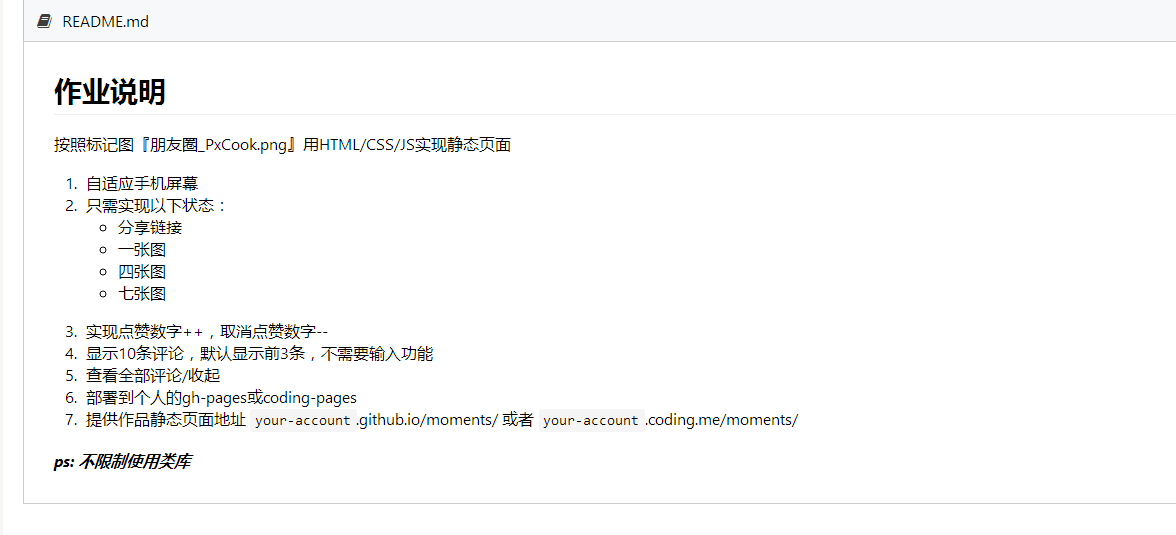 README.md
作业说明
按照标记图『朋友圈_PxCook.png』用HTML/CSS/JS实现静态页面
1. 自适应手机屏幕
2. 只需实现以下状态：
分享链接
一张图
四张图
七张图
3. 实现点赞数字++，取消点赞数字--
4. 显示10条评论，默认显示前3条，不需要输入功能
5. 查看全部评论/收起
6. 部署到个人的gh-pages或coding-pages
7. 提供作品静态页面地址 your-account.github.io/moments/ 或者 your-account.coding.me/moments/
ps: 不限制使用类库